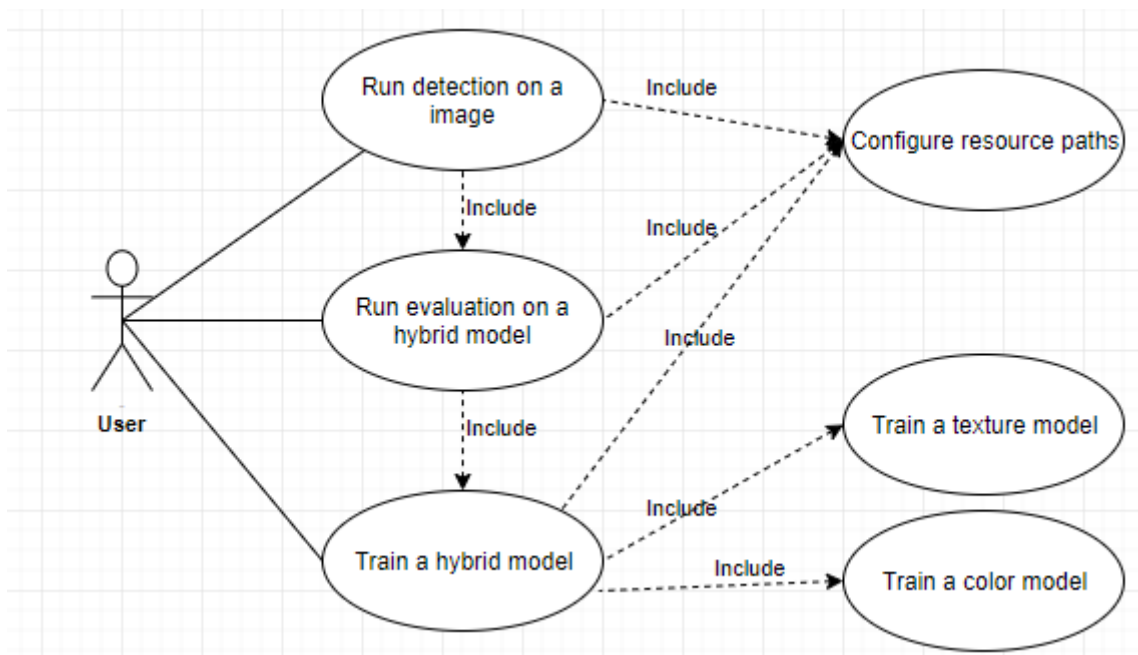 Run detection on a
image
Include
Configure resource paths
Include
Include
Run evaluation on a
hybrid model
Include
User
Include
Train a texture model
Include
Train a hybrid model
Include
Train a color model